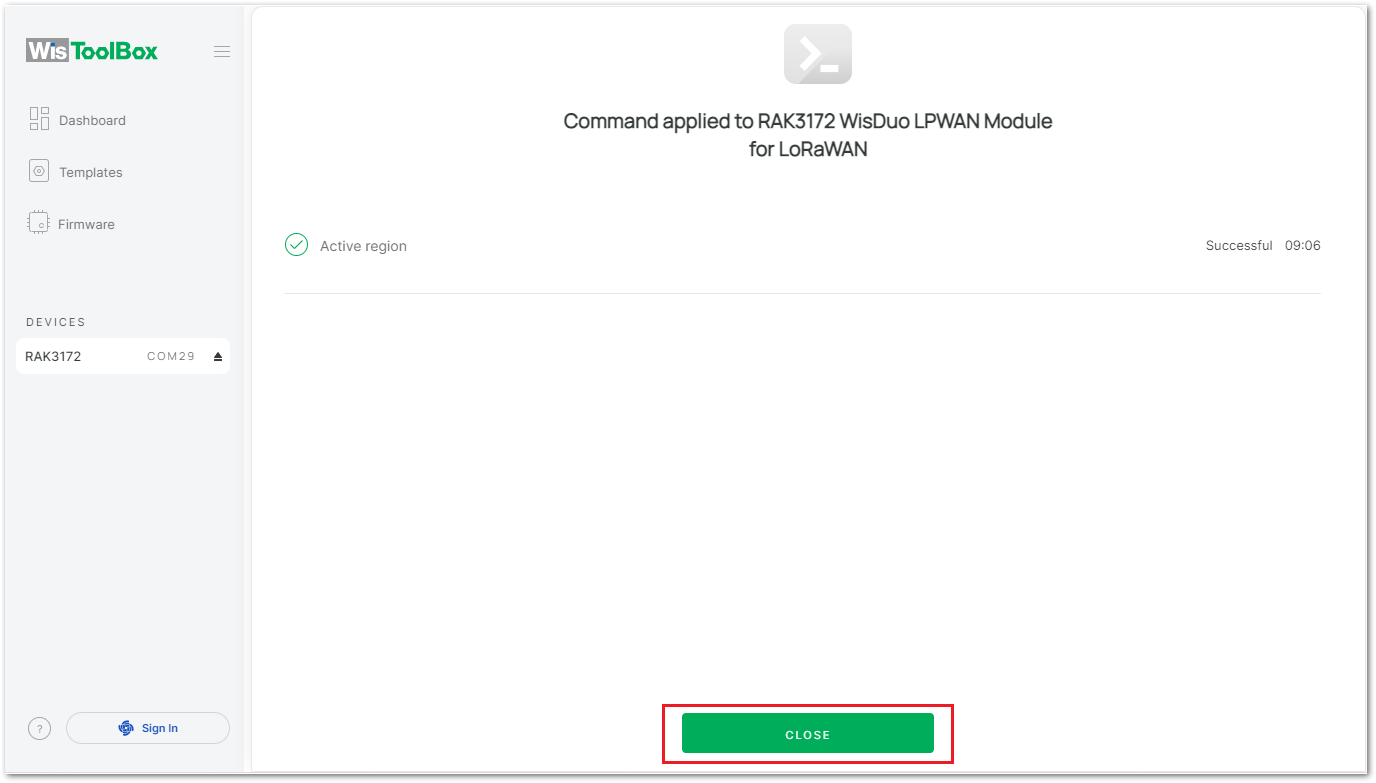 WisToolBox
Dashboard
Templates
Firmware
DEVICES
RAK3172 COM29
? Sign In
Command applied to RAK3172 WisDuo LPWAN Module
for LoRaWAN
Active region Successful 09:06
CLOSE